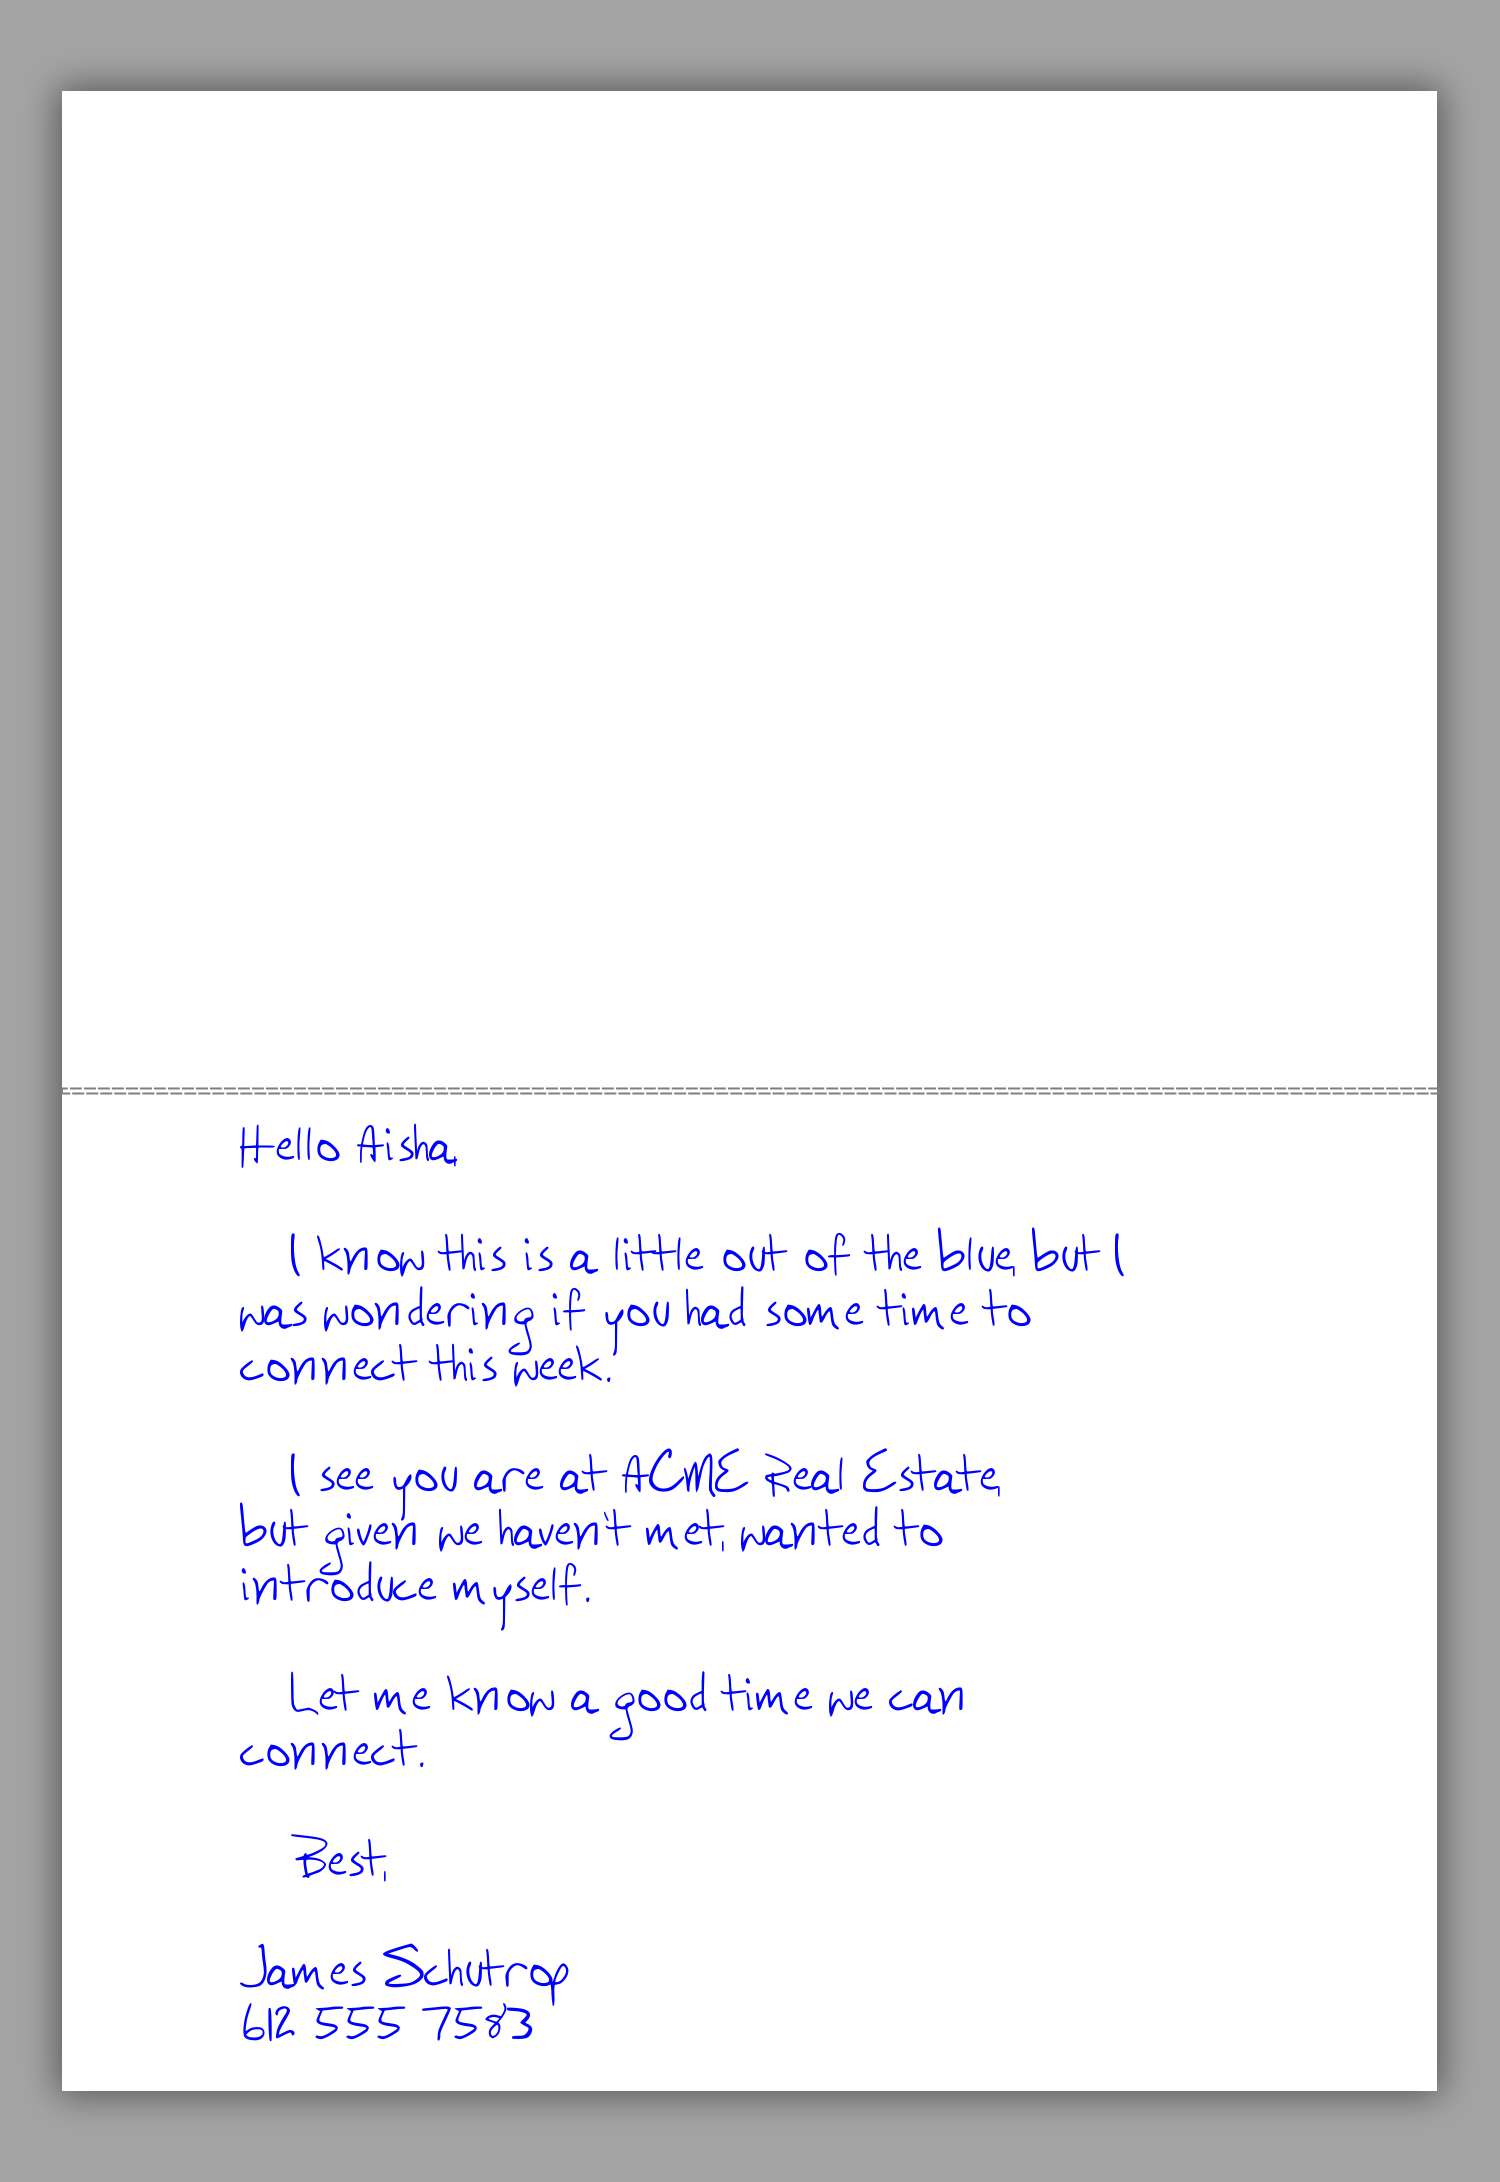 Hello Aisha,
I know this is a little out of the blue, but I
was wondering if you had some time to
connect this week.
I see you are at ACME Real Estate,
but given we haven't met, wanted to
introduce myself.
Let me know a good time we can
connect.
Best,
James Schutrop
612 555 7583